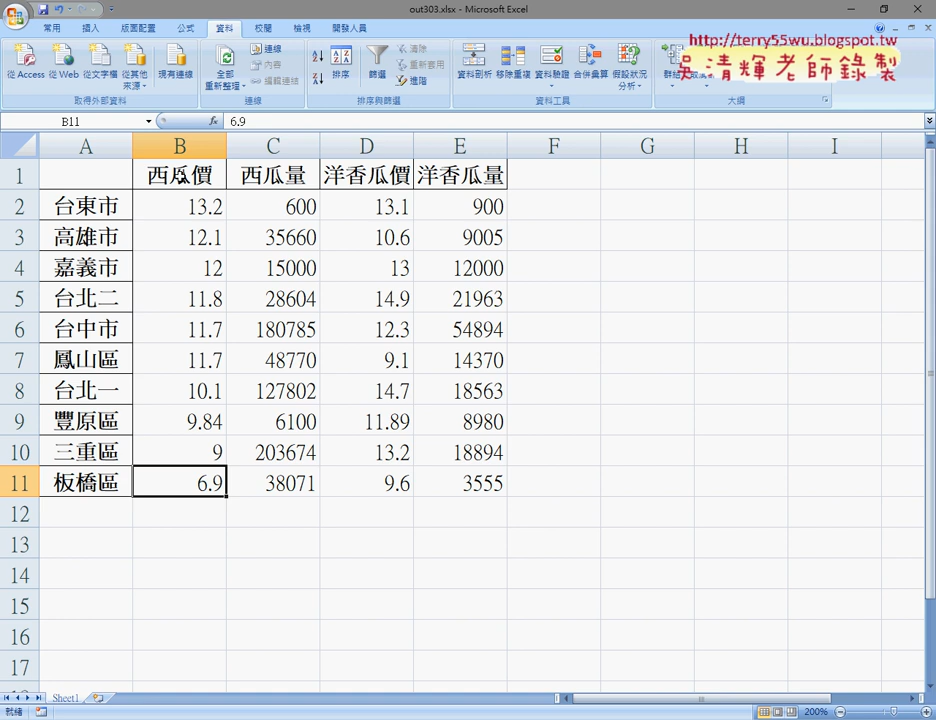 out303.xlsx - Microsoft Excel
常用 插入 版面配置 公式 資料 校閱 檢視 開發人員
http://terry55wu.blogspot.tw
吳清輝老師錄製
從 Access 從 Web 從文字檔 從其他來源 現有連線 全部重新整理 連線 內容 編輯連結 排序 篩選 清除 重新套用 進階 資料剖析 移除重複 資料驗證 合併彙算 假設狀況分析 群組
取得外部資料 連線 排序與篩選 資料工具 大綱
B11 fx 6.9
A B C D E F G H I
1 西瓜價 西瓜量 洋香瓜價 洋香瓜量
2 台東市 13.2 600 13.1 900
3 高雄市 12.1 35660 10.6 9005
4 嘉義市 12 15000 13 12000
5 台北二 11.8 28604 14.9 21963
6 台中市 11.7 180785 12.3 54894
7 鳳山區 11.7 48770 9.1 14370
8 台北一 10.1 127802 14.7 18563
9 豐原區 9.84 6100 11.89 8980
10 三重區 9 203674 13.2 18894
11 板橋區 6.9 38071 9.6 3555
12
13
14
15
16
17
Sheet1
就緒 200%